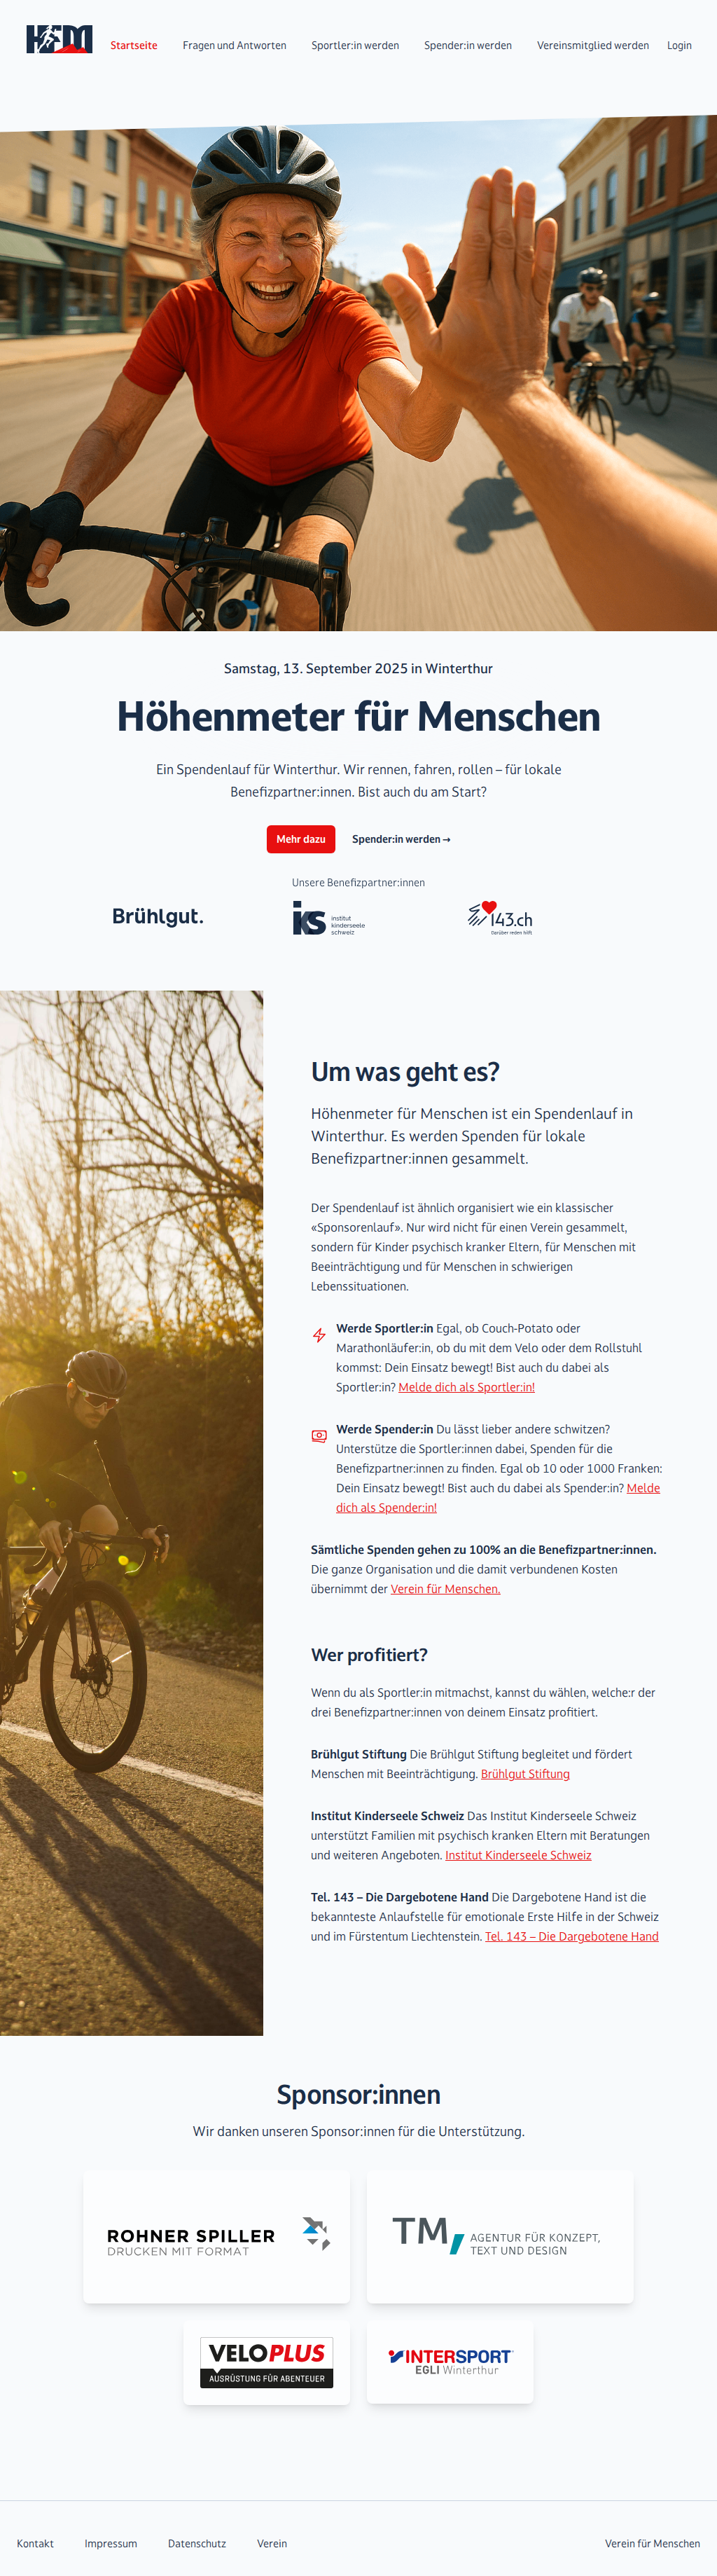 HFM
Startseite
Fragen und Antworten
Sportler:in werden
Spender:in werden
Vereinsmitglied werden
Login
Samstag, 13. September 2025 in Winterthur
Höhenmeter für Menschen
Ein Spendenlauf für Winterthur. Wir rennen, fahren, rollen – für lokale
Benefizpartner:innen. Bist auch du am Start?
Mehr dazu
Spender:in werden →
Unsere Benefizpartner:innen
Brühlgut.
iks
institut
kinderseele
schweiz
143.ch
Darüber reden hilft
Um was geht es?
Höhenmeter für Menschen ist ein Spendenlauf in
Winterthur. Es werden Spenden für lokale
Benefizpartner:innen gesammelt.
Der Spendenlauf ist ähnlich organisiert wie ein klassischer
«Sponsorenlauf». Nur wird nicht für einen Verein gesammelt,
sondern für Kinder psychisch kranker Eltern, für Menschen mit
Beeinträchtigung und für Menschen in schwierigen
Lebenssituationen.
Werde Sportler:in Egal, ob Couch-Potato oder
Marathonläufer:in, ob du mit dem Velo oder dem Rollstuhl
kommst: Dein Einsatz bewegt! Bist auch du dabei als
Sportler:in? Melde dich als Sportler:in!
Werde Spender:in Du lässt lieber andere schwitzen?
Unterstütze die Sportler:innen dabei, Spenden für die
Benefizpartner:innen zu finden. Egal ob 10 oder 1000 Franken:
Dein Einsatz bewegt! Bist auch du dabei als Spender:in? Melde
dich als Spender:in!
Sämtliche Spenden gehen zu 100% an die Benefizpartner:innen.
Die ganze Organisation und die damit verbundenen Kosten
übernimmt der Verein für Menschen.
Wer profitiert?
Wenn du als Sportler:in mitmachst, kannst du wählen, welche:r der
drei Benefizpartner:innen von deinem Einsatz profitiert.
Brühlgut Stiftung Die Brühlgut Stiftung begleitet und fördert
Menschen mit Beeinträchtigung. Brühlgut Stiftung
Institut Kinderseele Schweiz Das Institut Kinderseele Schweiz
unterstützt Familien mit psychisch kranken Eltern mit Beratungen
und weiteren Angeboten. Institut Kinderseele Schweiz
Tel. 143 – Die Dargebotene Hand Die Dargebotene Hand ist die
bekannteste Anlaufstelle für emotionale Erste Hilfe in der Schweiz
und im Fürstentum Liechtenstein. Tel. 143 – Die Dargebotene Hand
Sponsor:innen
Wir danken unseren Sponsor:innen für die Unterstützung.
ROHNER SPILLER
DRUCKEN MIT FORMAT
TM,
AGENTUR FÜR KONZEPT,
TEXT UND DESIGN
VELOPLUS
AUSRÜSTUNG FÜR ABENTEUER
INTERSPORT
EGLI Winterthur
Kontakt
Impressum
Datenschutz
Verein
Verein für Menschen